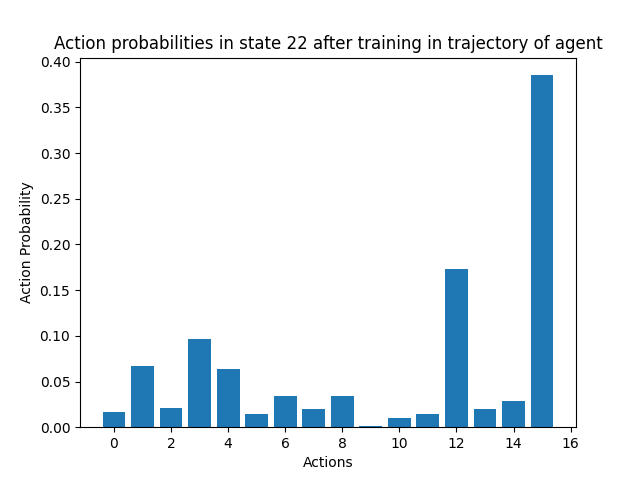 Action probabilities in state 22 after training in trajectory of agent
0.40
0.35
0.30
0.25
0.20
0.15
0.10
0.05
0.00
Action Probability
0 2 4 6 8 10 12 14 16
Actions